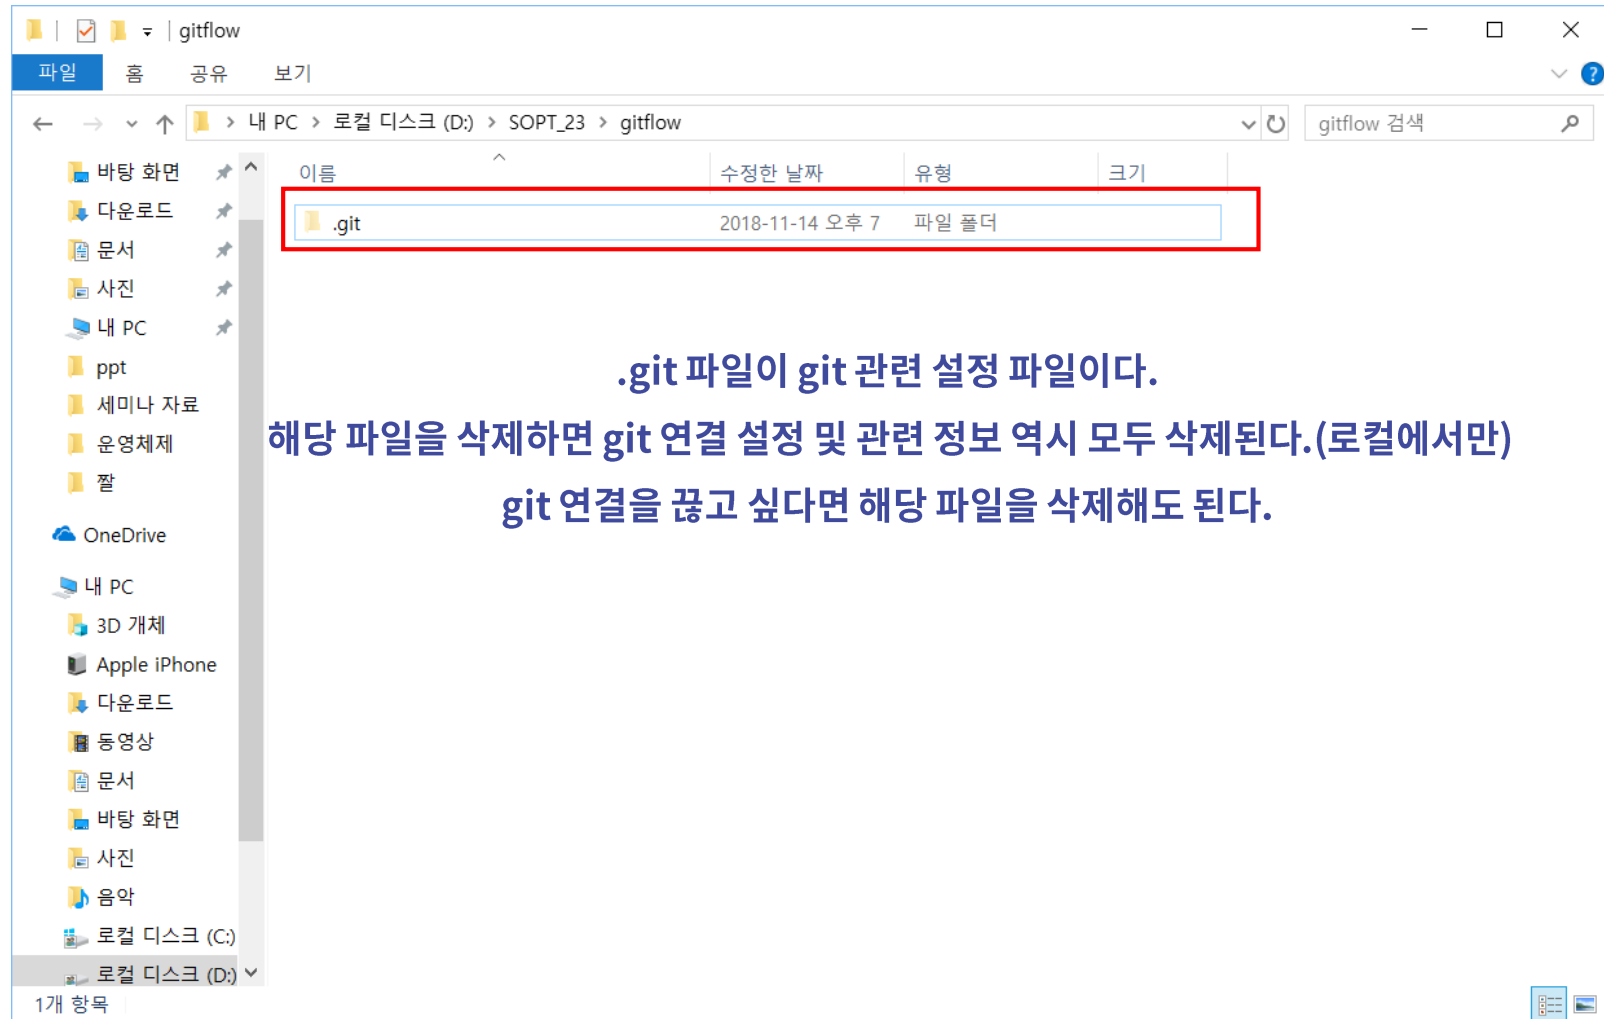 gitflow
파일 홈 공유 보기
내 PC > 로컬 디스크 (D:) > SOPT_23 > gitflow
gitflow 검색
이름 수정한 날짜 유형 크기
.git 2018-11-14 오후 7 파일 폴더
바탕 화면
다운로드
문서
사진
내 PC
ppt
세미나 자료
운영체제
짤
OneDrive
내 PC
3D 개체
Apple iPhone
다운로드
동영상
문서
바탕 화면
사진
음악
로컬 디스크 (C:)
로컬 디스크 (D:)
.git 파일이 git 관련 설정 파일이다.
해당 파일을 삭제하면 git 연결 설정 및 관련 정보 역시 모두 삭제된다.(로컬에서만)
git 연결을 끊고 싶다면 해당 파일을 삭제해도 된다.
1개 항목